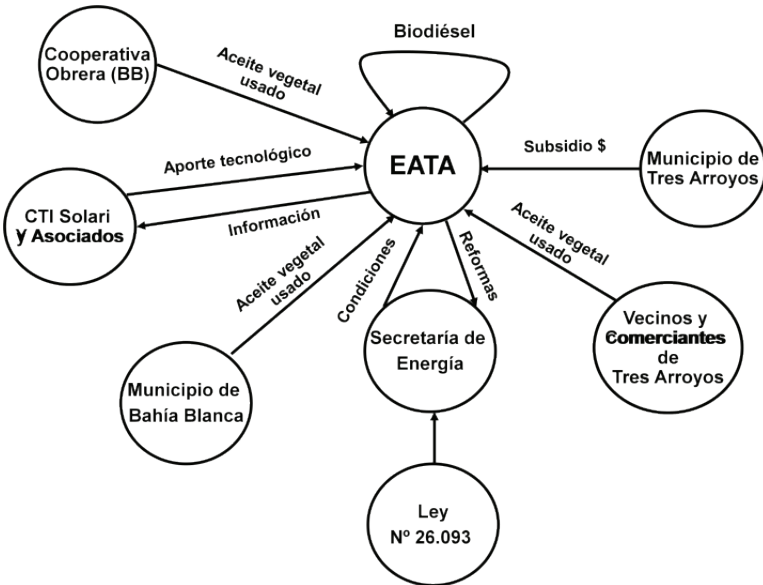 Biodiésel
Cooperativa
Obrera (BB)
Aceite vegetal
usado
EATA
Subsidio $
Municipio de
Tres Arroyos
Aporte tecnológico
CTI Solari
y Asociados
Información
Aceite vegetal
usado
Condiciones
Reformas
Aceite vegetal
usado
Secretaría de
Energía
Vecinos y
Comerciantes
de
Tres Arroyos
Municipio de
Bahía Blanca
Ley
Nº 26.093